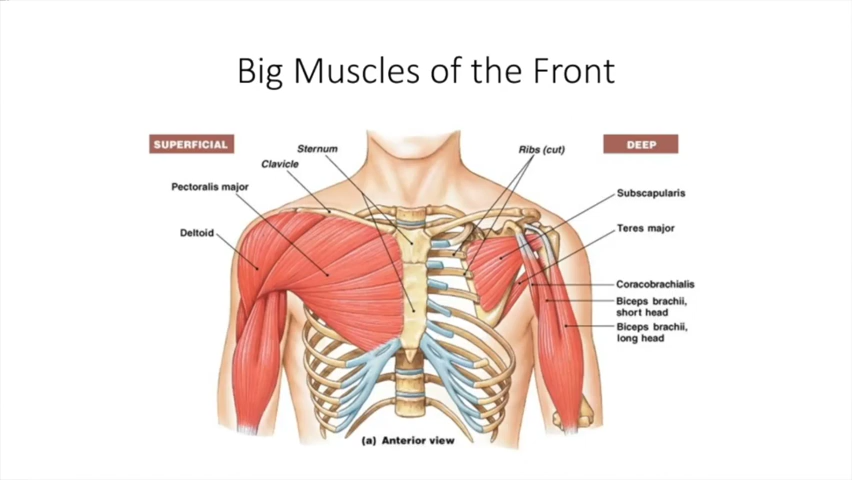 Big Muscles of the Front
SUPERFICIAL
DEEP
Sternum
Clavicle
Pectoralis major
Deltoid
Ribs (cut)
Subscapularis
Teres major
Coracobrachialis
Biceps brachii,
short head
Biceps brachii,
long head
(a) Anterior view